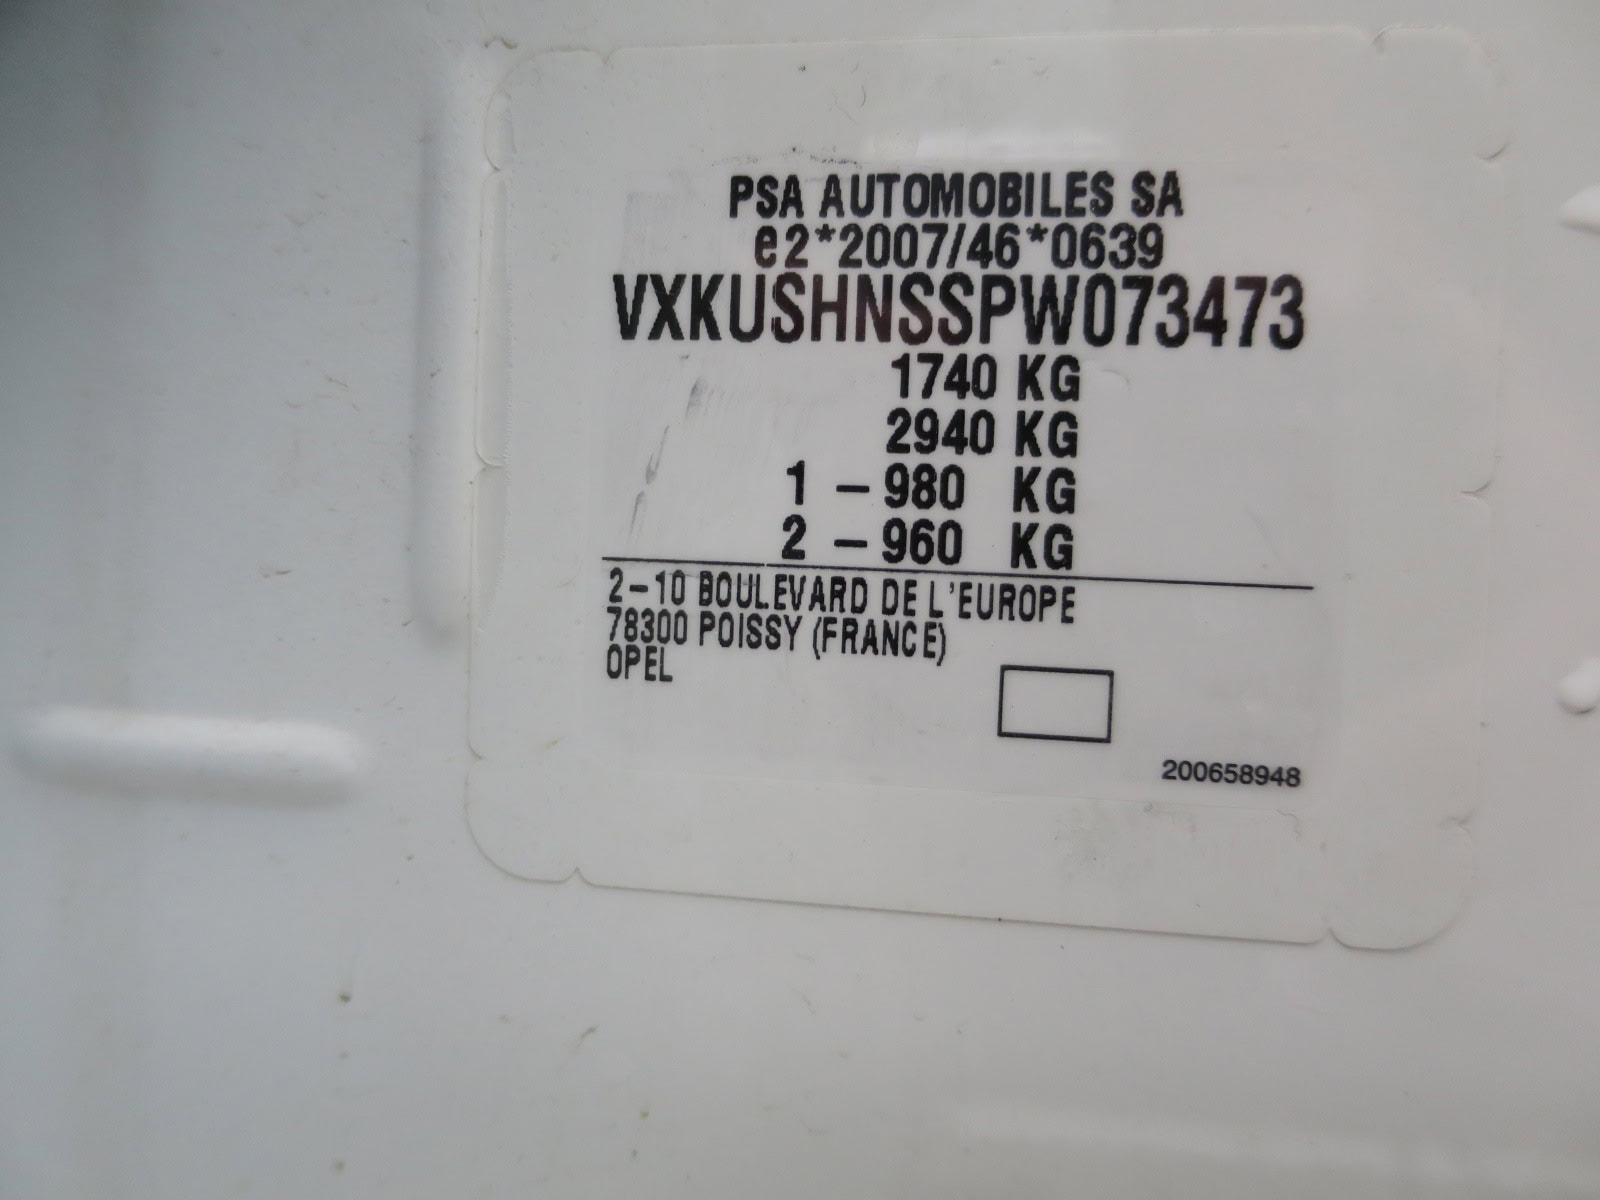 PSA AUTOMOBILES SA
e2*2007/46*0639
VXKUSHNSSPW073473
1740 KG
2940 KG
1 - 980 KG
2 - 960 KG
2-10 BOULEVARD DE L'EUROPE
78300 POISSY (FRANCE)
OPEL
200658948